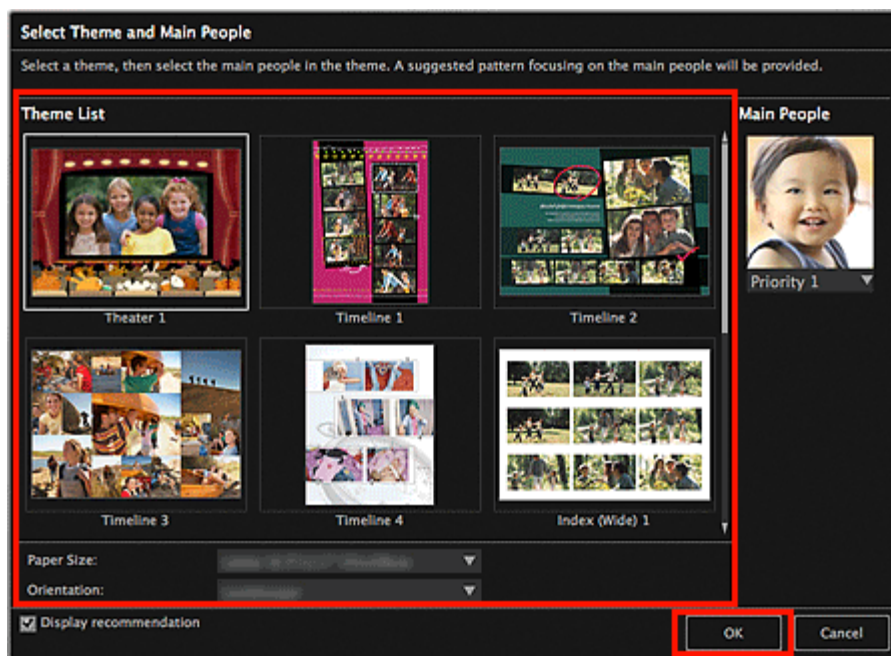 Select Theme and Main People
Select a theme, then select the main people in the theme. A suggested pattern focusing on the main people will be provided.
Theme List
Main People
Theater 1
Timeline 1
Timeline 2
Priority 1
Timeline 3
Timeline 4
Index (Wide) 1
Paper Size:
Orientation:
Display recommendation
OK
Cancel